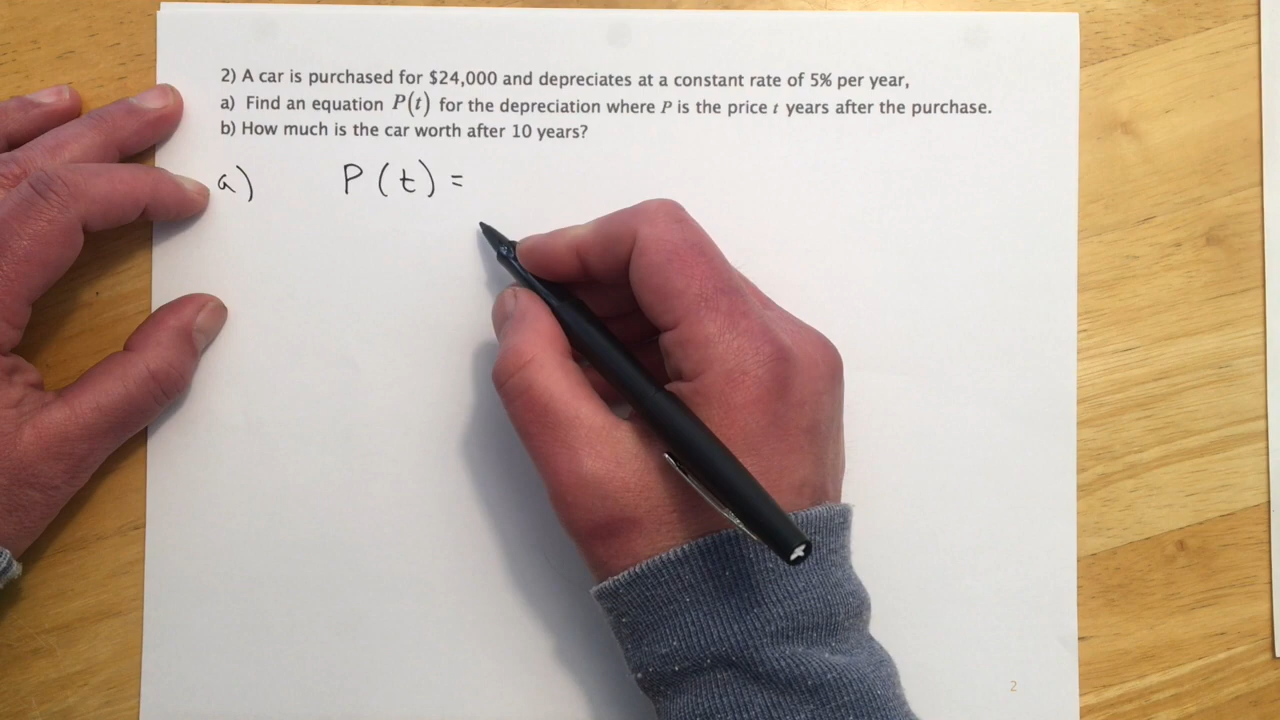 2) A car is purchased for $24,000 and depreciates at a constant rate of 5% per year,
a) Find an equation P(t) for the depreciation where P is the price t years after the purchase.
b) How much is the car worth after 10 years?
a) P(t) =
2